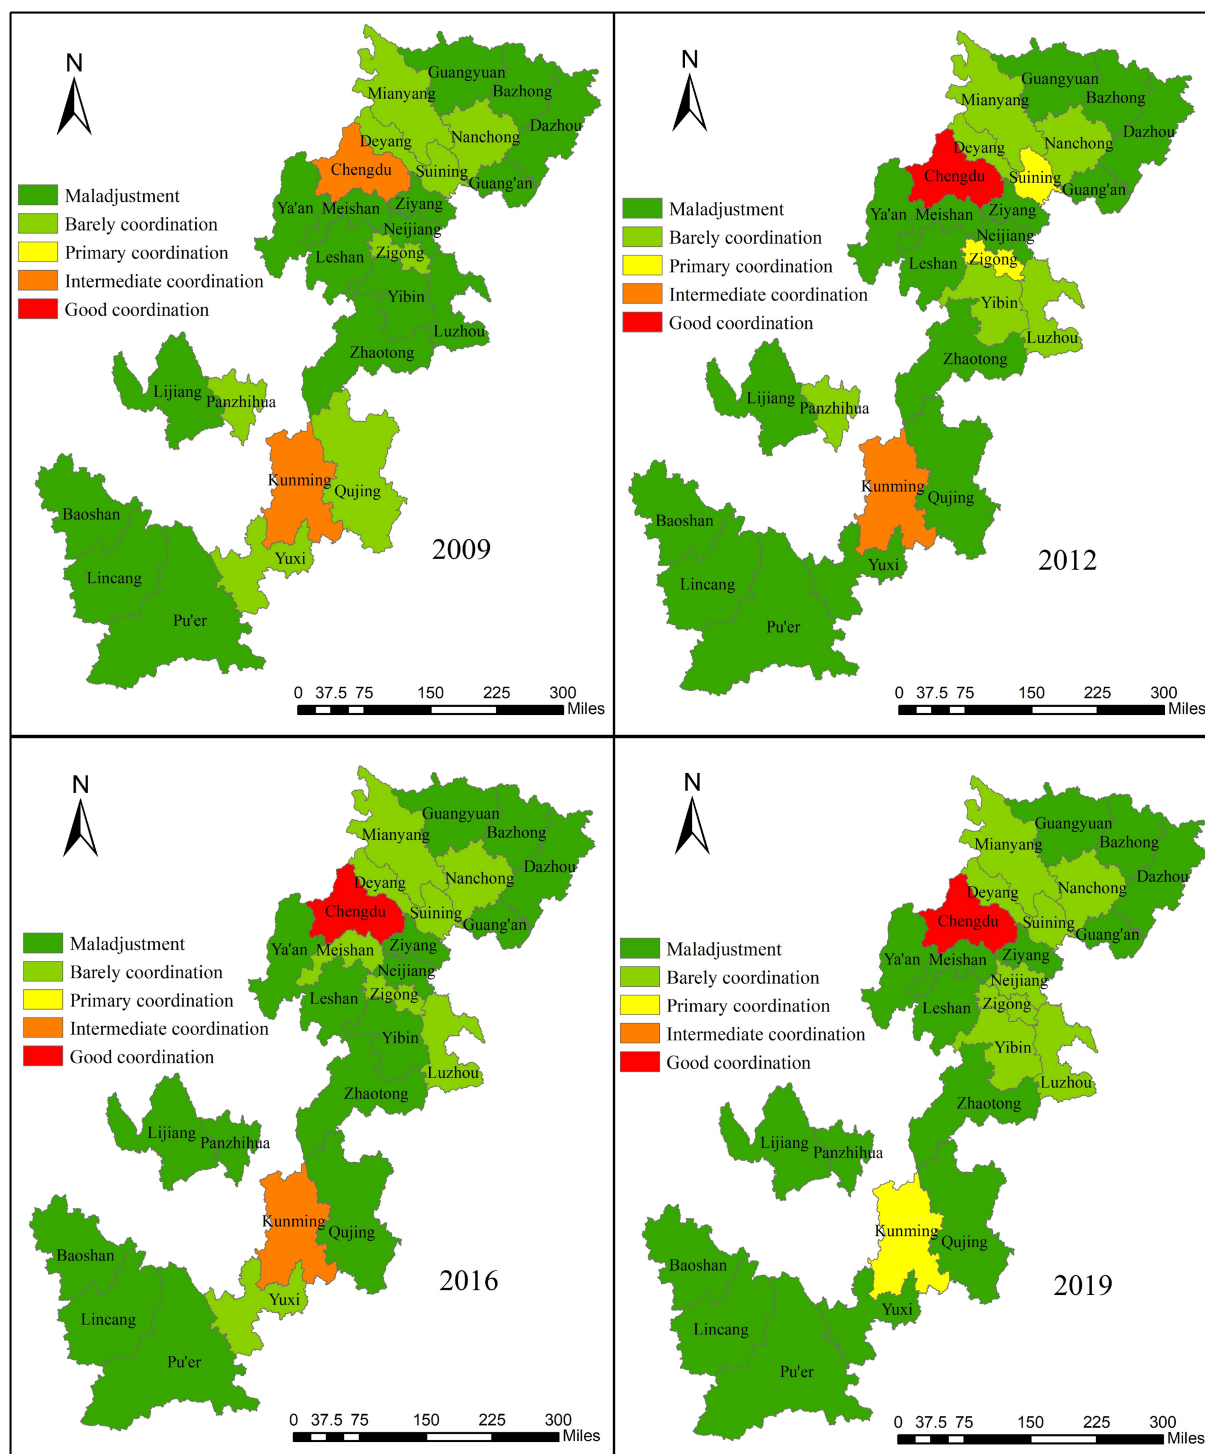 N
Guangyuan
Bazhong
Mianyang
Dazhou
Nanchong
Deyang
Chengdu
Suining
Guang'an
Maladjustment
Ya'an
Meishan
Ziyang
Barely coordination
Neijiang
Primary coordination
Leshan
Zigong
Intermediate coordination
Yibin
Good coordination
Luzhou
Zhaotong
Lijiang
Panzhihua
Kunming
Qujing
Baoshan
2009
Yuxi
Lincang
Pu'er
0 37.5 75 150 225 300
Miles
N
Guangyuan
Bazhong
Mianyang
Dazhou
Nanchong
Deyang
Chengdu
Suining
Guang'an
Maladjustment
Ya'an
Meishan
Ziyang
Barely coordination
Neijiang
Primary coordination
Leshan
Zigong
Intermediate coordination
Yibin
Good coordination
Luzhou
Zhaotong
Lijiang
Panzhihua
Kunming
Qujing
Baoshan
2012
Yuxi
Lincang
Pu'er
0 37.5 75 150 225 300
Miles
N
Guangyuan
Bazhong
Mianyang
Dazhou
Nanchong
Deyang
Chengdu
Suining
Guang'an
Maladjustment
Ya'an
Meishan
Ziyang
Barely coordination
Neijiang
Primary coordination
Leshan
Zigong
Intermediate coordination
Yibin
Good coordination
Luzhou
Zhaotong
Lijiang
Panzhihua
Kunming
Qujing
Baoshan
2016
Yuxi
Lincang
Pu'er
0 37.5 75 150 225 300
Miles
N
Guangyuan
Bazhong
Mianyang
Dazhou
Nanchong
Deyang
Chengdu
Suining
Guang'an
Maladjustment
Ya'an
Meishan
Ziyang
Barely coordination
Neijiang
Primary coordination
Leshan
Zigong
Intermediate coordination
Yibin
Good coordination
Luzhou
Zhaotong
Lijiang
Panzhihua
Kunming
Qujing
Baoshan
2019
Yuxi
Lincang
Pu'er
0 37.5 75 150 225 300
Miles